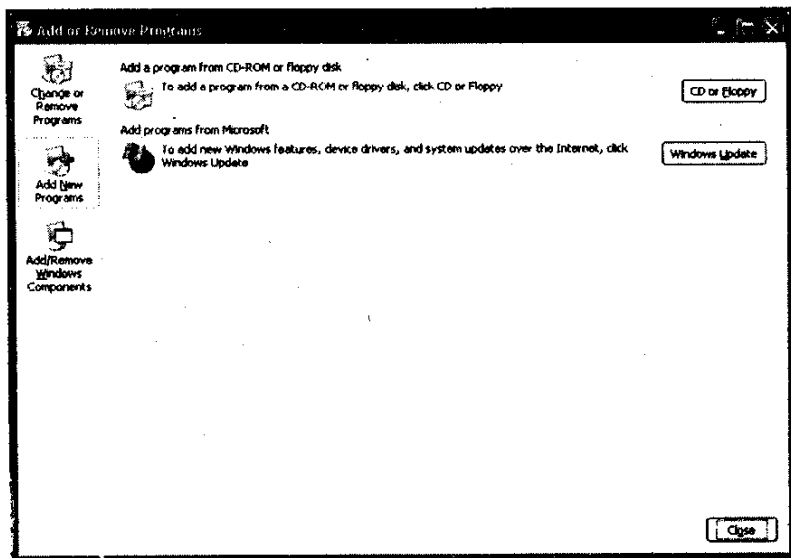 Add or Remove Programs
Change or
Remove
Programs
Add New
Programs
Add/Remove
Windows
Components
Add a program from CD-ROM or floppy disk
To add a program from a CD-ROM or floppy disk, click CD or Floppy
CD or Floppy
Add programs from Microsoft
To add new Windows features, device drivers, and system updates over the Internet, click
Windows Update
Windows Update
Close